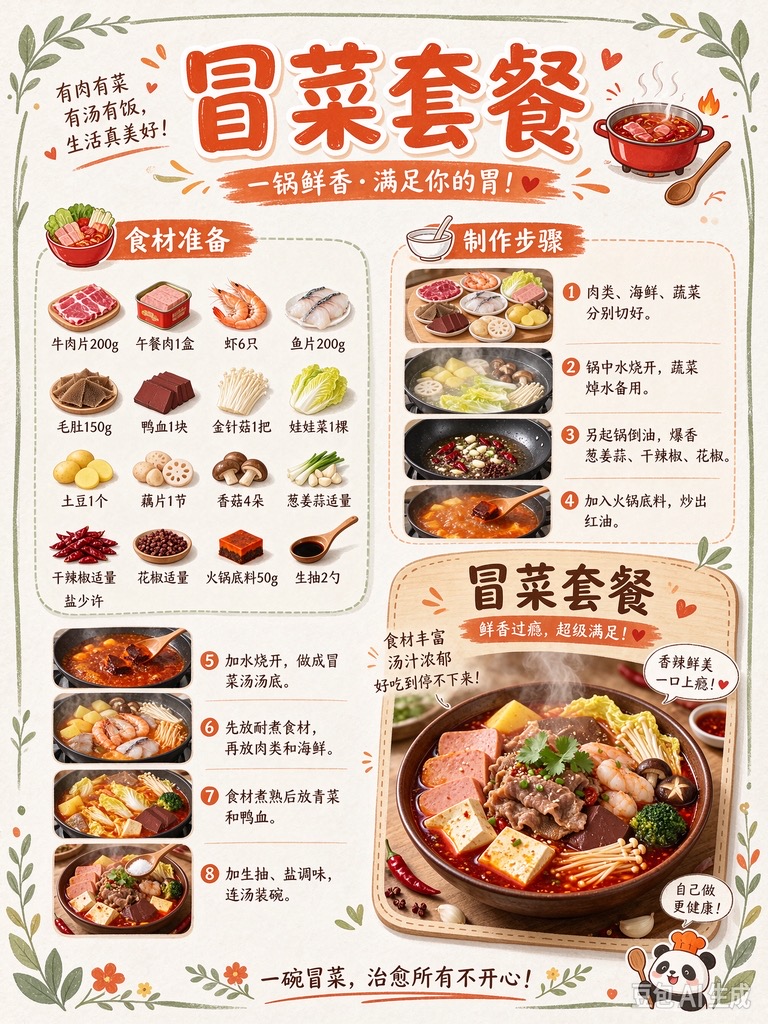 有肉有菜
有汤有饭，
生活真美好！
冒菜套餐
一锅鲜香·满足你的胃！
食材准备
牛肉片200g
午餐肉1盒
虾6只
鱼片200g
毛肚150g
鸭血1块
金针菇1把
娃娃菜1棵
土豆1个
藕片1节
香菇4朵
葱姜蒜适量
干辣椒适量
花椒适量
火锅底料50g
生抽2勺
盐少许
制作步骤
1 肉类、海鲜、蔬菜
分别切好。
2 锅中水烧开，蔬菜
焯水备用。
3 另起锅倒油，爆香
葱姜蒜、干辣椒、花椒。
4 加入火锅底料，炒出
红油。
5 加水烧开，做成冒
菜汤汤底。
6 先放耐煮食材，
再放肉类和海鲜。
7 食材煮熟后放青菜
和鸭血。
8 加生抽、盐调味，
连汤装碗。
冒菜套餐
鲜香过瘾，超级满足！
食材丰富
汤汁浓郁
好吃到停不下来！
香辣鲜美
一口上瘾！
自己做
更健康！
一碗冒菜，治愈所有不开心！
豆包AI生成